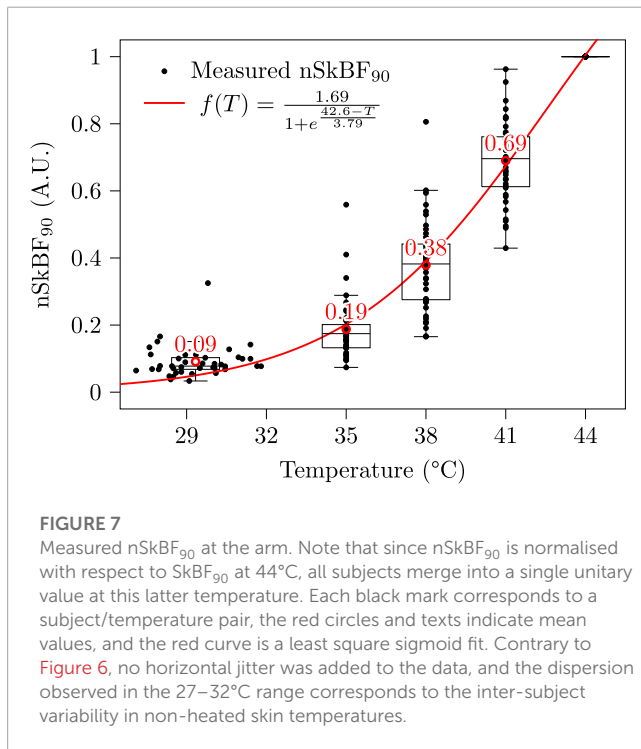 1
0.8
0.6
0.4
0.2
0
nSkBF90 (A.U.)
Measured nSkBF90
f(T) = 1.69 / 1+e^(42.6−T / 3.79)
0.09
0.19
0.38
0.69
29 32 35 38 41 44
Temperature (°C)
FIGURE 7
Measured nSkBF90 at the arm. Note that since nSkBF90 is normalised
with respect to SkBF90 at 44°C, all subjects merge into a single unitary
value at this latter temperature. Each black mark corresponds to a
subject/temperature pair, the red circles and texts indicate mean
values, and the red curve is a least square sigmoid fit. Contrary to
Figure 6, no horizontal jitter was added to the data, and the dispersion
observed in the 27–32°C range corresponds to the inter-subject
variability in non-heated skin temperatures.